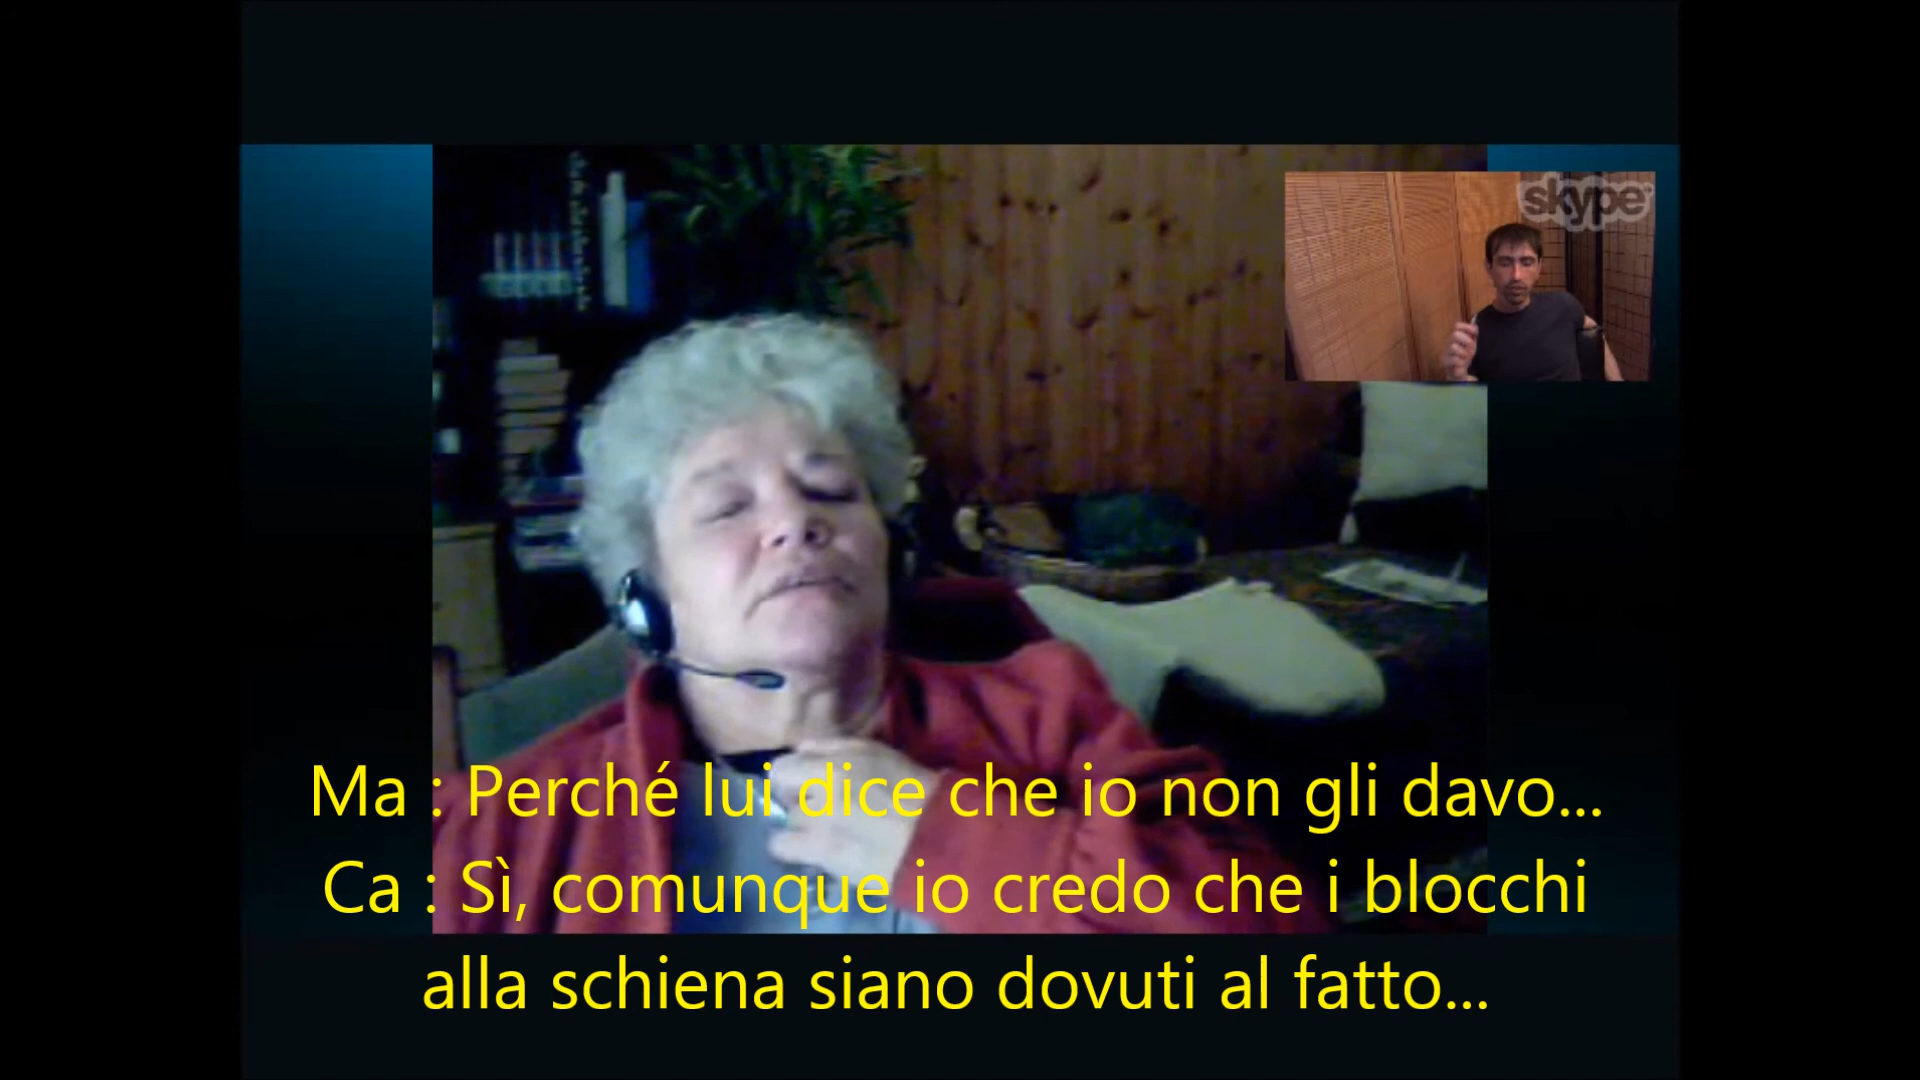 skype
Ma : Perché lui dice che io non gli davo...
Ca : Sì, comunque io credo che i blocchi
alla schiena siano dovuti al fatto...